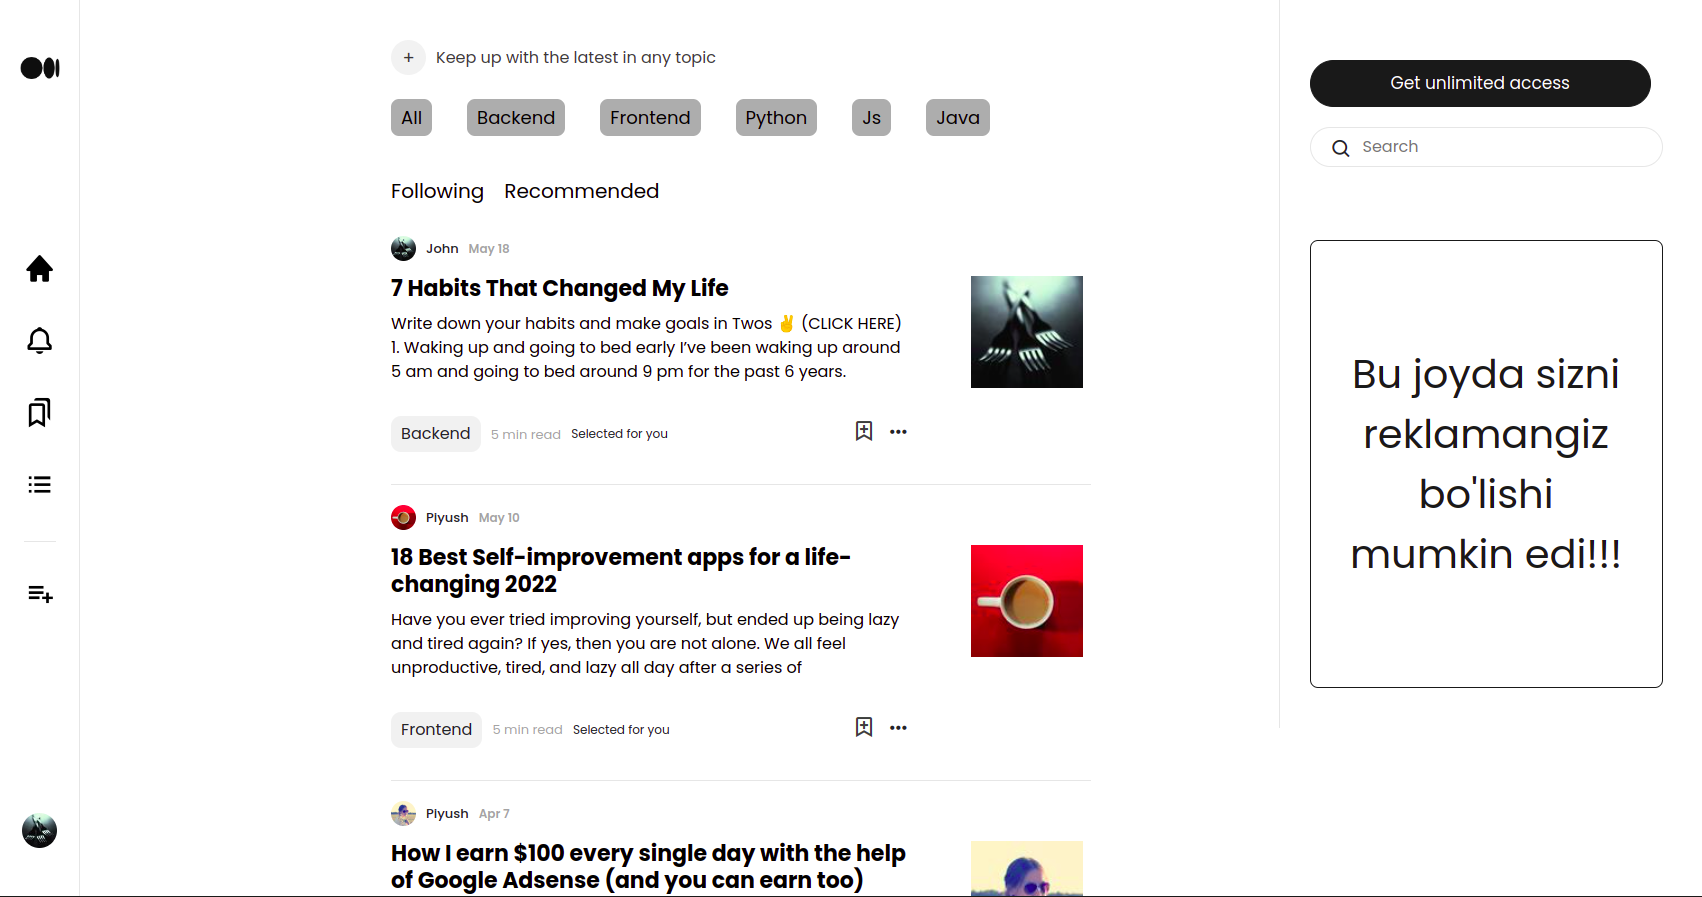 + Keep up with the latest in any topic
All Backend Frontend Python Js Java
Following Recommended
John May 18
7 Habits That Changed My Life
Write down your habits and make goals in Twos ✌️ (CLICK HERE)
1. Waking up and going to bed early I’ve been waking up around
5 am and going to bed around 9 pm for the past 6 years.
Backend 5 min read Selected for you
Piyush May 10
18 Best Self-improvement apps for a life-
changing 2022
Have you ever tried improving yourself, but ended up being lazy
and tired again? If yes, then you are not alone. We all feel
unproductive, tired, and lazy all day after a series of
Frontend 5 min read Selected for you
Piyush Apr 7
How I earn $100 every single day with the help
of Google Adsense (and you can earn too)
Get unlimited access
Search
Bu joyda sizni
reklamangiz
bo'lishi
mumkin edi!!!